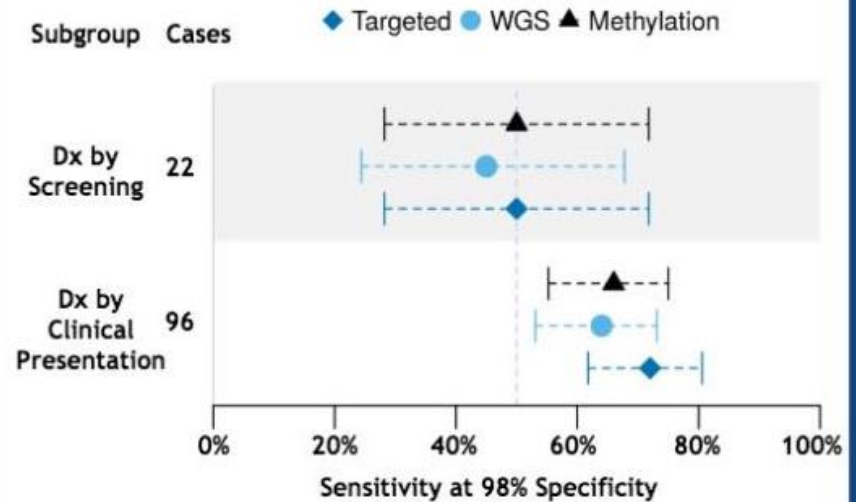 Subgroup Cases
Targeted WGS Methylation
Dx by
Screening
22
Dx by
Clinical
Presentation
96
0% 20% 40% 60% 80% 100%
Sensitivity at 98% Specificity